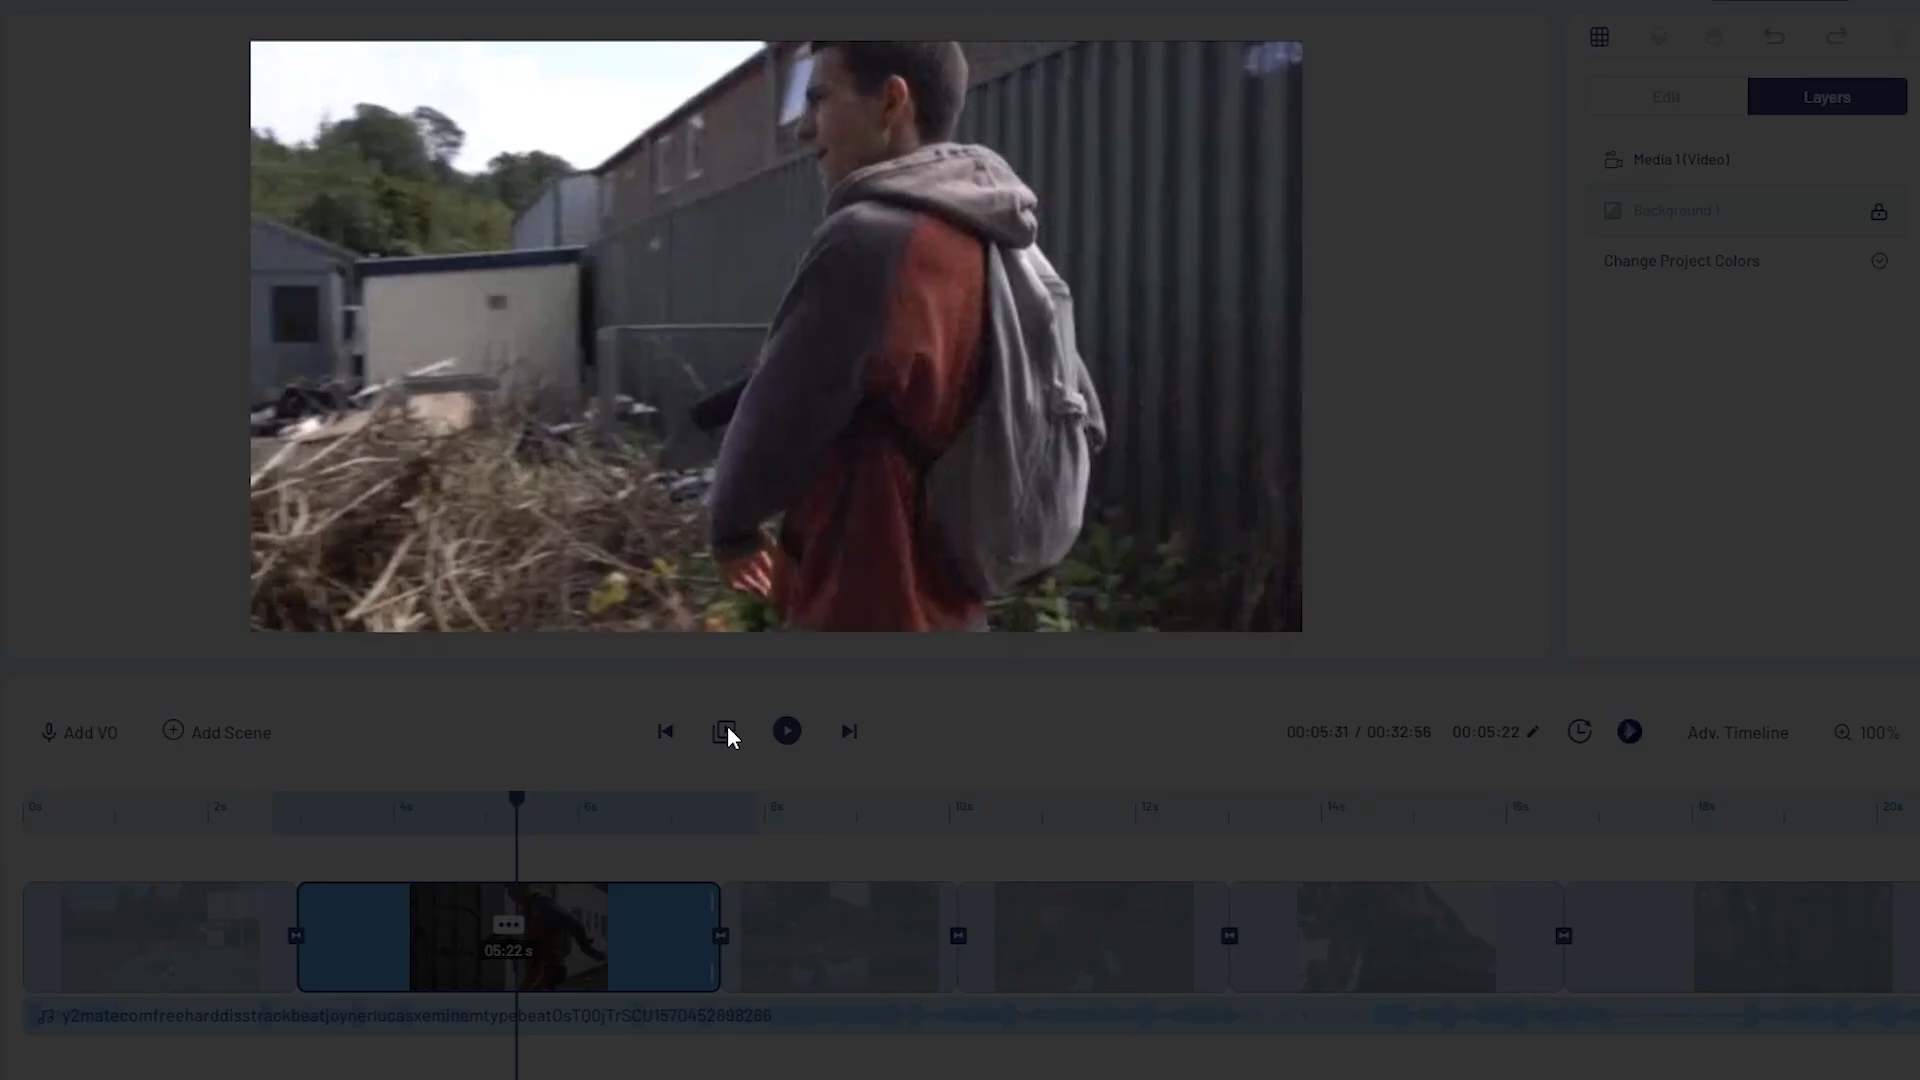 Edit
Layers
Media 1 (Video)
Background 1
Change Project Colors
Add VO
Add Scene
00:05:31 / 00:32:56
00:05:22
Adv. Timeline
100%
0s
2s
4s
6s
8s
10s
12s
14s
16s
18s
20s
05:22 s
y2matecomfreeharddisstrackbeatjoynerlucasxeminemtypebeatOsTQ0jTrSCU1570452898266